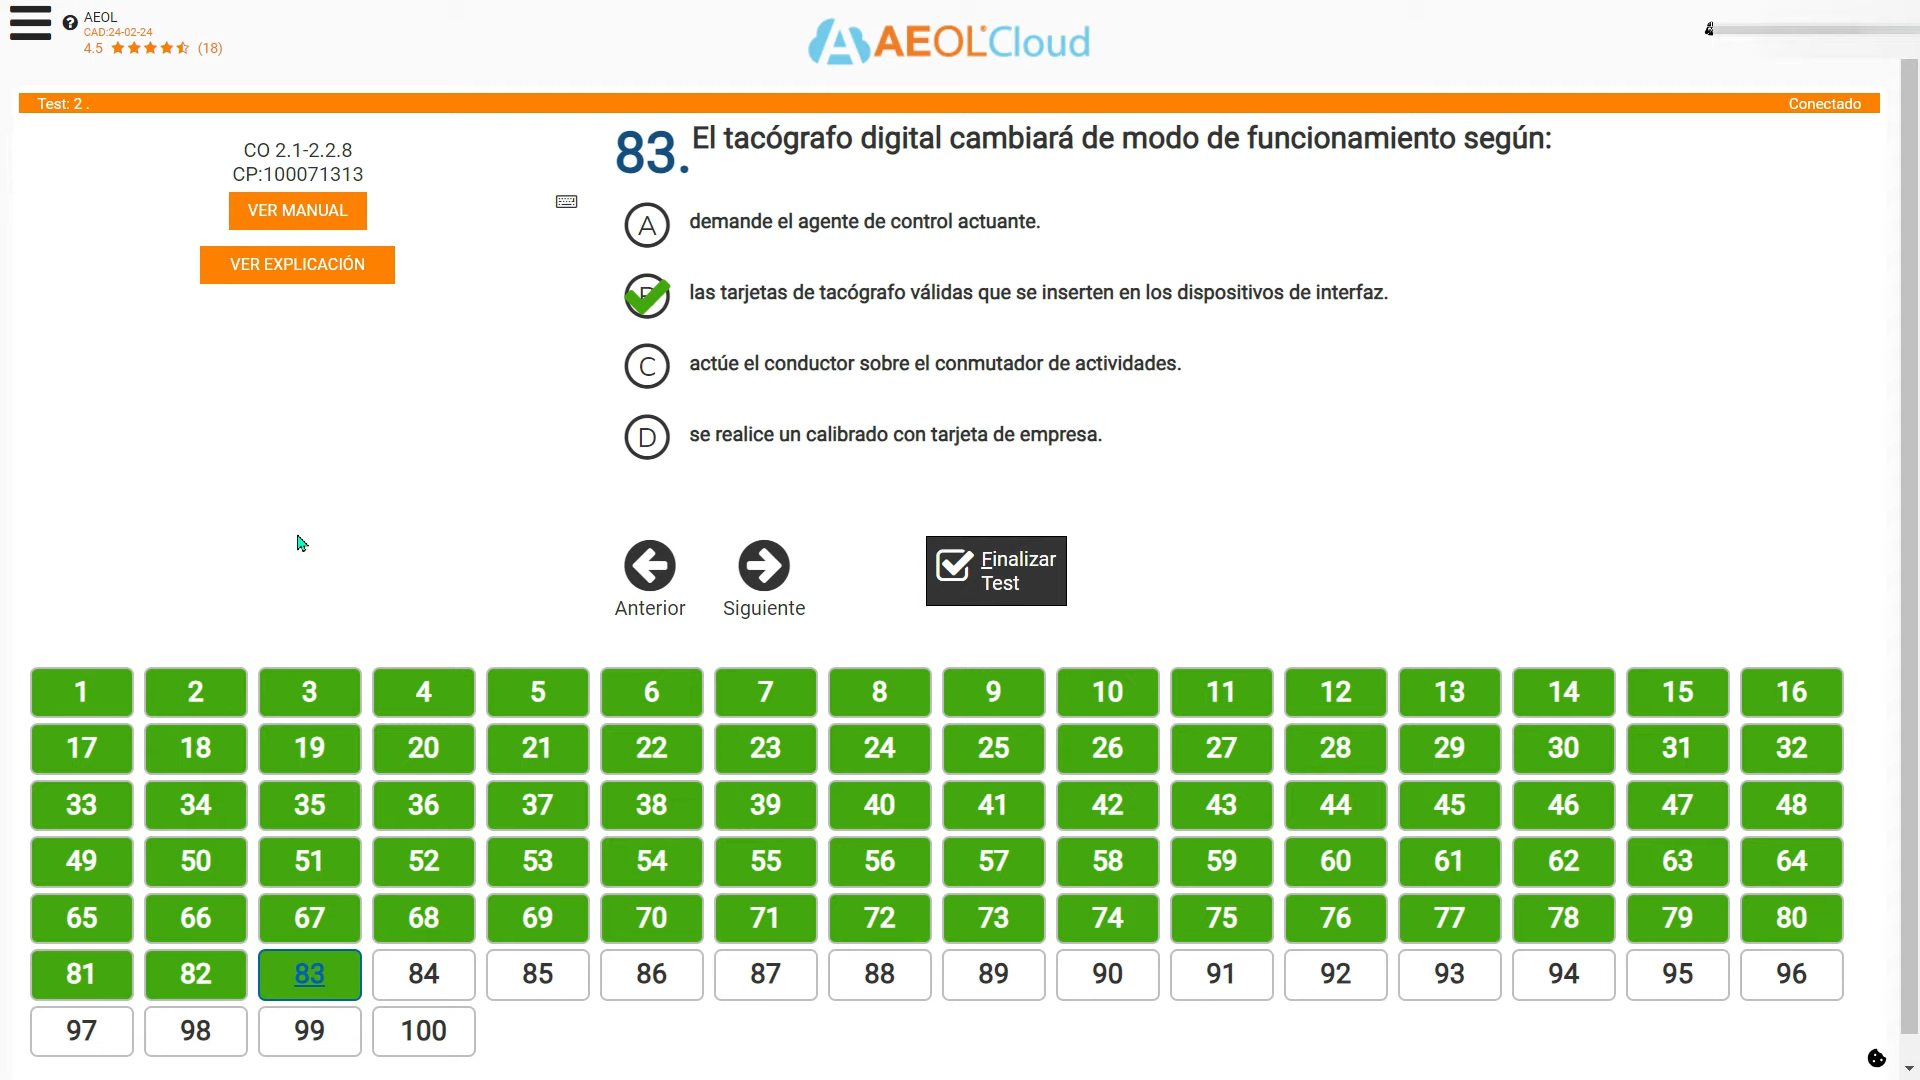 AEOL
CAD:24-02-24
4.5 (18)
AEOL Cloud
Test: 2 .
Conectado
CO 2.1-2.2.8
CP:100071313
VER MANUAL
VER EXPLICACIÓN
83. El tacógrafo digital cambiará de modo de funcionamiento según:
A demande el agente de control actuante.
las tarjetas de tacógrafo válidas que se inserten en los dispositivos de interfaz.
C actúe el conductor sobre el conmutador de actividades.
D se realice un calibrado con tarjeta de empresa.
Anterior
Siguiente
Finalizar
Test
1 2 3 4 5 6 7 8 9 10 11 12 13 14 15 16
17 18 19 20 21 22 23 24 25 26 27 28 29 30 31 32
33 34 35 36 37 38 39 40 41 42 43 44 45 46 47 48
49 50 51 52 53 54 55 56 57 58 59 60 61 62 63 64
65 66 67 68 69 70 71 72 73 74 75 76 77 78 79 80
81 82 83 84 85 86 87 88 89 90 91 92 93 94 95 96
97 98 99 100